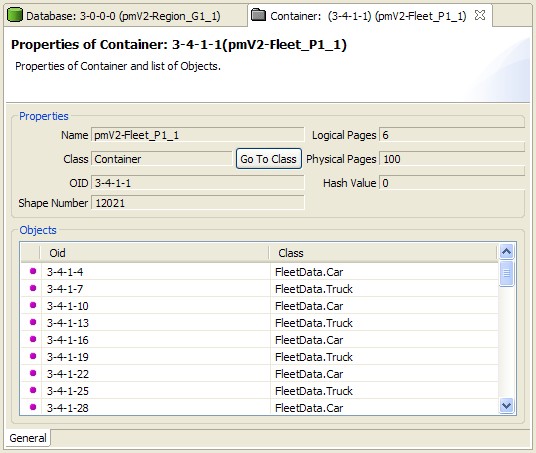 Database: 3-0-0-0 (pmV2-Region_G1_1) Container: (3-4-1-1) (pmV2-Fleet_P1_1)
Properties of Container: 3-4-1-1(pmV2-Fleet_P1_1)
Properties of Container and list of Objects.
Properties
Name pmV2-Fleet_P1_1 Logical Pages 6
Class Container Go To Class Physical Pages 100
OID 3-4-1-1 Hash Value 0
Shape Number 12021
Objects
Oid Class
3-4-1-4 FleetData.Car
3-4-1-7 FleetData.Truck
3-4-1-10 FleetData.Car
3-4-1-13 FleetData.Truck
3-4-1-16 FleetData.Car
3-4-1-19 FleetData.Truck
3-4-1-22 FleetData.Car
3-4-1-25 FleetData.Truck
3-4-1-28 FleetData.Car
General